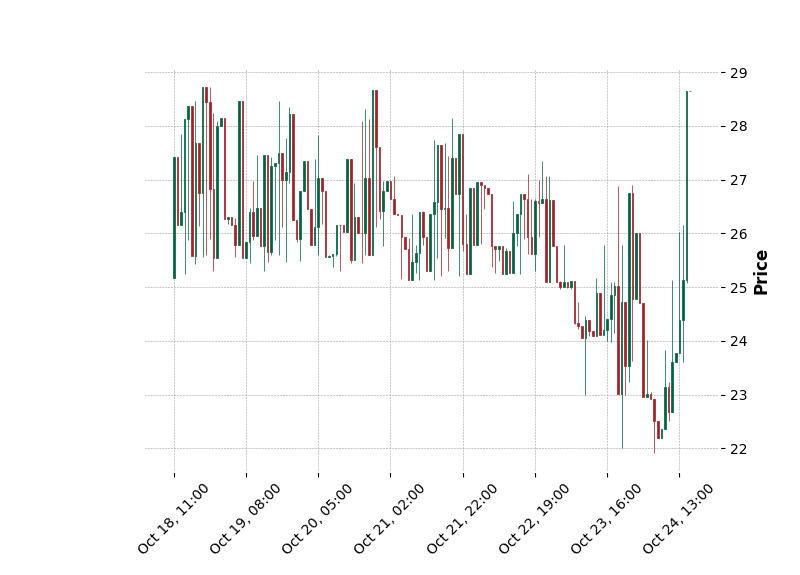 29
28
27
26
25
24
23
22
Price
Oct 18, 11:00
Oct 19, 08:00
Oct 20, 05:00
Oct 21, 02:00
Oct 21, 22:00
Oct 22, 19:00
Oct 23, 16:00
Oct 24, 13:00